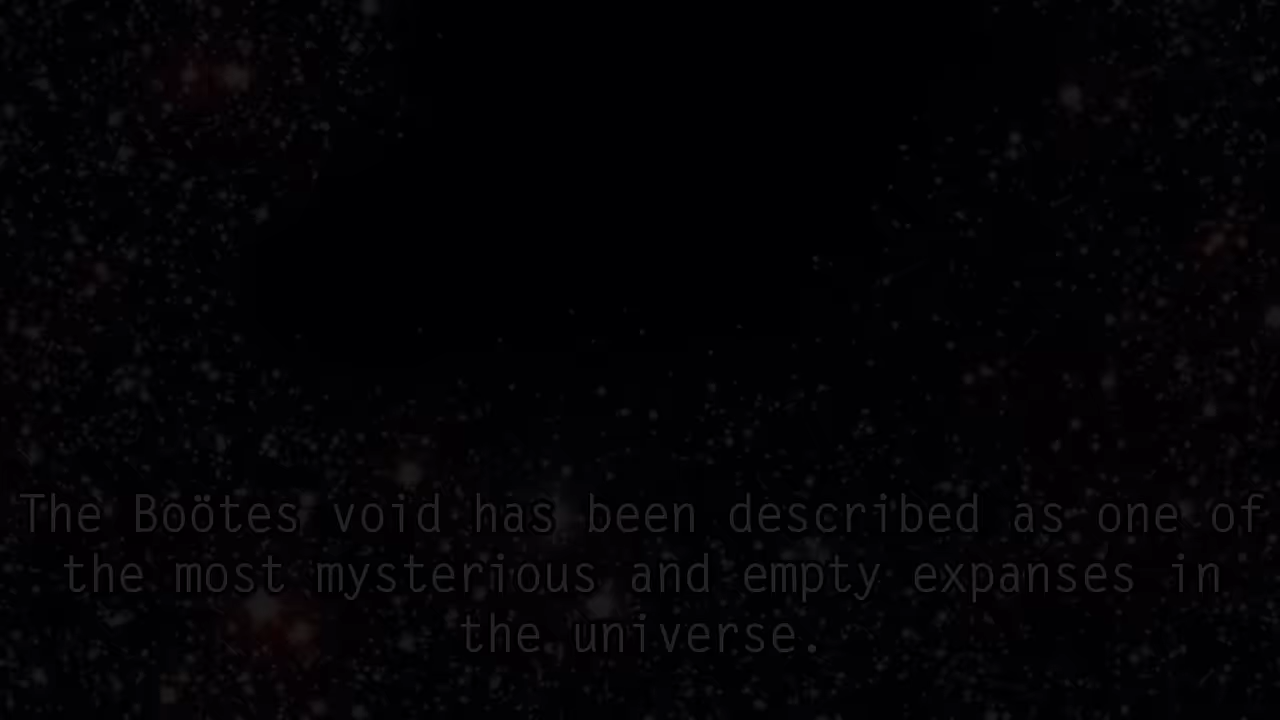 The Boötes void has been described as one of
the most mysterious and empty expanses in
the universe.